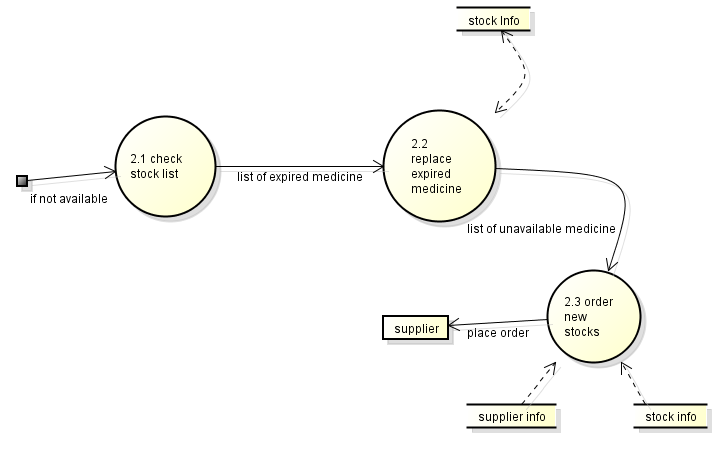 stock Info
2.1 check
stock list
2.2
replace
expired
medicine
if not available
list of expired medicine
list of unavailable medicine
2.3 order
new
stocks
supplier
place order
supplier info
stock info